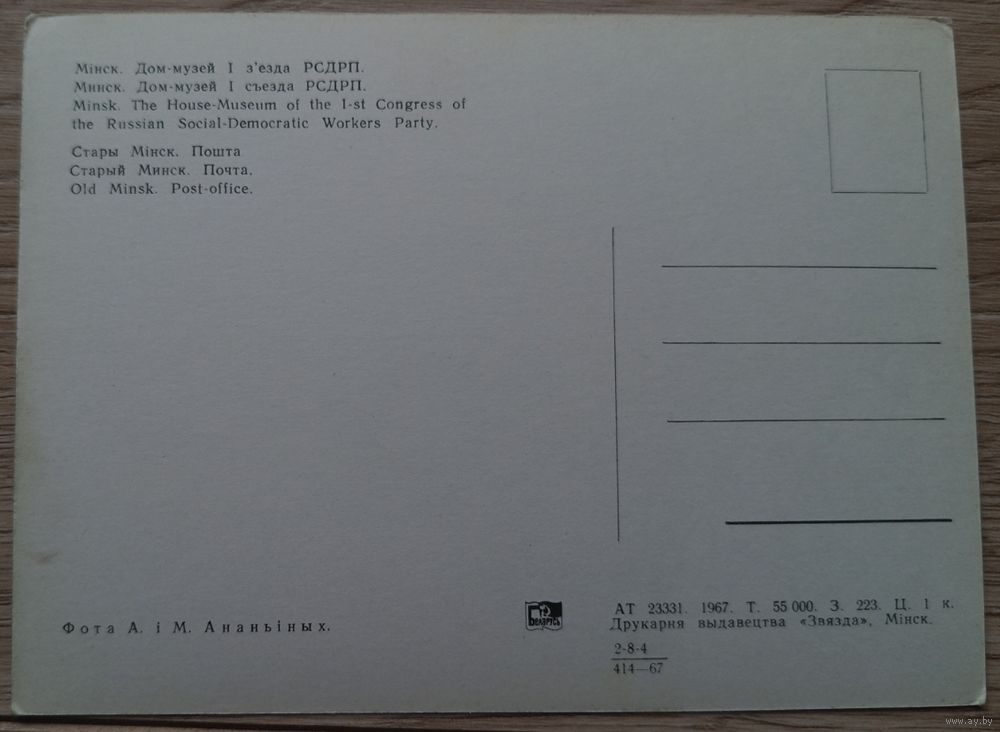 Мінск. Дом-музей I з'езда РСДРП.
Минск. Дом-музей I съезда РСДРП.
Minsk. The House-Museum of the I-st Congress of
the Russian Social-Democratic Workers Party.
Стары Мінск. Пошта
Старый Минск. Почта.
Old Minsk. Post-office.
Фота А. і М. Ананьіных.
Беларусь
АТ 23331. 1967. Т. 55 000. З. 223. Ц. 1 к.
Друкарня выдавецтва «Звязда», Мінск.
2-8-4
414—67
www.ay.by